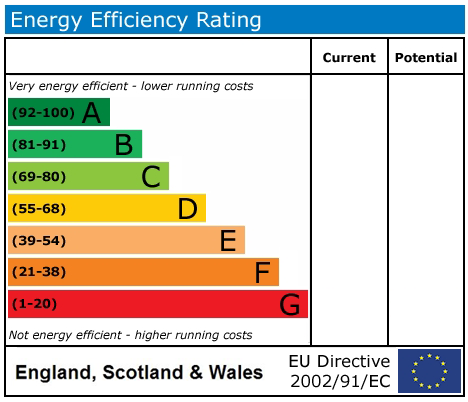 Energy Efficiency Rating
Current Potential
Very energy efficient - lower running costs
(92-100) A
(81-91) B
(69-80) C
(55-68) D
(39-54) E
(21-38) F
(1-20) G
Not energy efficient - higher running costs
England, Scotland & Wales
EU Directive
2002/91/EC